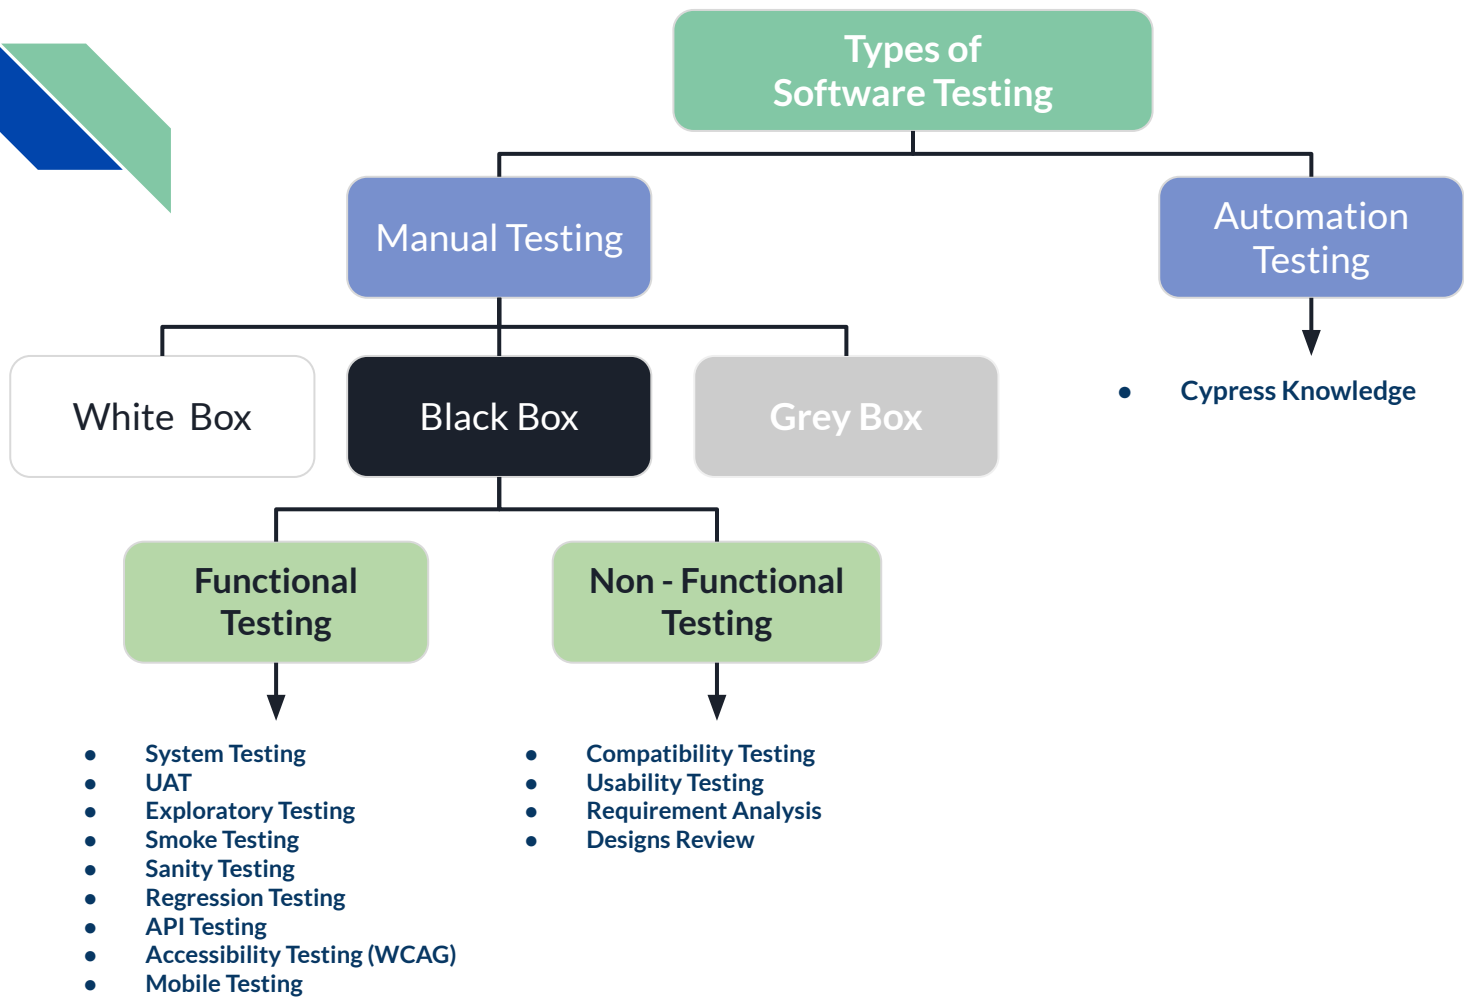 Types of
Software Testing
Manual Testing
Automation
Testing
White Box
Black Box
Grey Box
● Cypress Knowledge
Functional
Testing
Non - Functional
Testing
● System Testing
● UAT
● Exploratory Testing
● Smoke Testing
● Sanity Testing
● Regression Testing
● API Testing
● Accessibility Testing (WCAG)
● Mobile Testing
● Compatibility Testing
● Usability Testing
● Requirement Analysis
● Designs Review